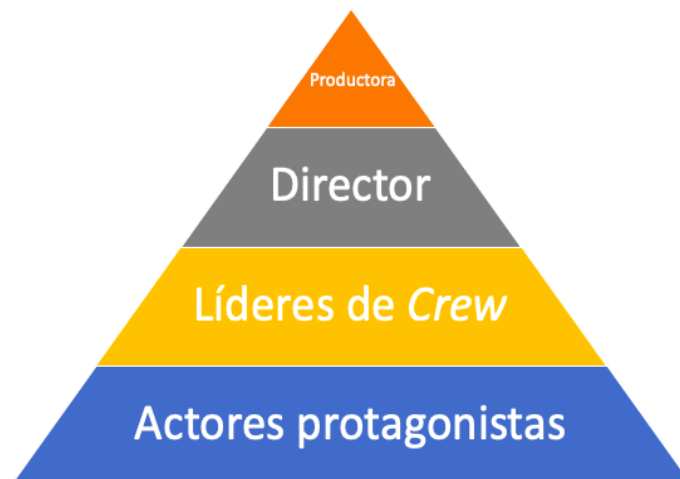 Productora
Director
Líderes de Crew
Actores protagonistas